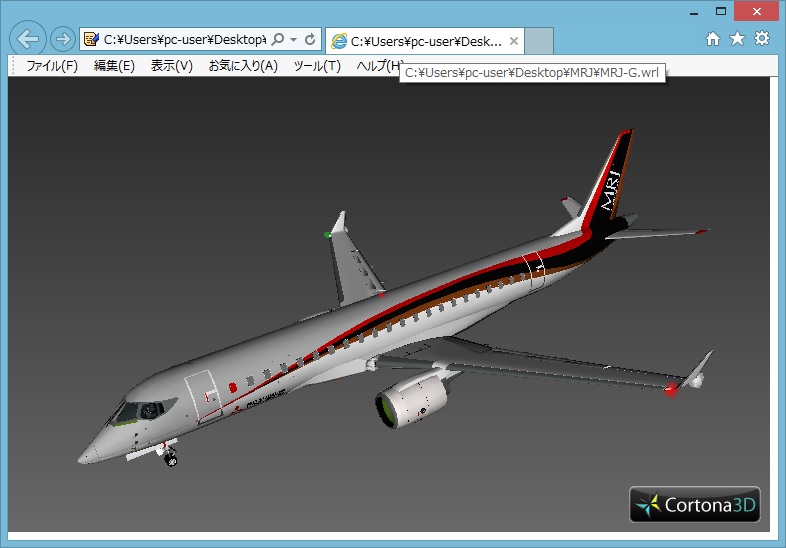 C:¥Users¥pc-user¥Desktop¥
C:¥Users¥pc-user¥Desk...
ファイル(F) 編集(E) 表示(V) お気に入り(A) ツール(T) ヘルプ(H)
C:¥Users¥pc-user¥Desktop¥MRJ¥MRJ-G.wrl
MRJ
Cortona3D